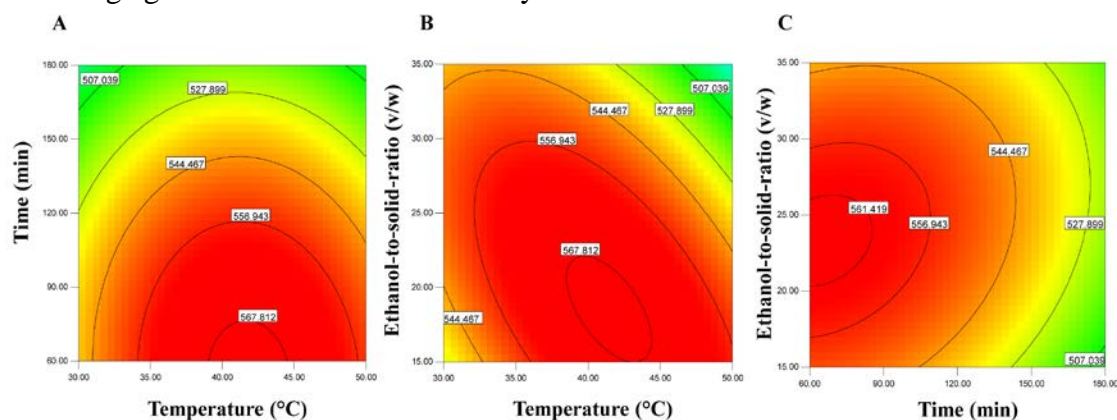 A
Time (min)
180.00
150.00
120.00
90.00
60.00
507.039
527.899
544.467
556.943
567.812
30.00 35.00 40.00 45.00 50.00
Temperature (°C)
B
Ethanol-to-solid-ratio (v/w)
35.00
30.00
25.00
20.00
15.00
507.039
527.899
544.467
556.943
567.812
544.467
30.00 35.00 40.00 45.00 50.00
Temperature (°C)
C
Ethanol-to-solid-ratio (v/w)
35.00
30.00
25.00
20.00
15.00
544.467
561.419
556.943
527.899
507.039
60.00 90.00 120.00 150.00 180.00
Time (min)